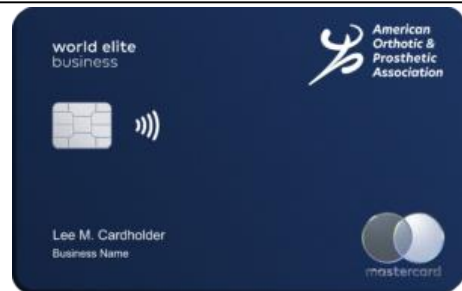 world elite
business
American
Orthotic &
Prosthetic
Association
Lee M. Cardholder
Business Name
mastercard